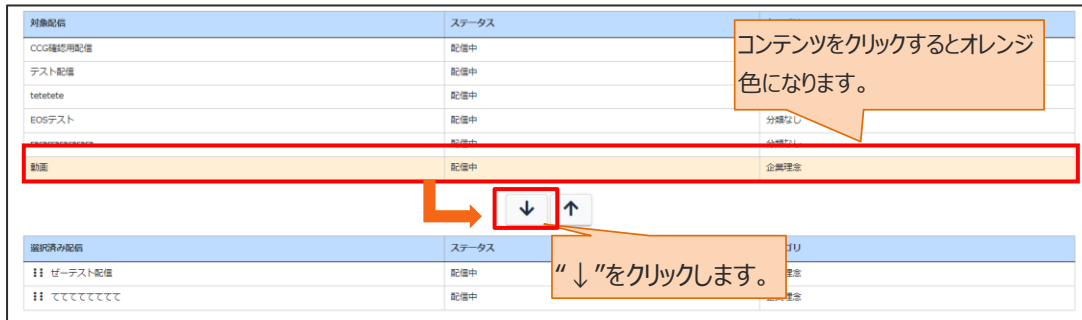 対象配信 ステータス
CCG確認用配信 配信中
テスト配信 配信中
tetetete 配信中
EOSテスト 配信中 分類なし
配信中 分類なし
動画 配信中 企業理念
コンテンツをクリックするとオレンジ
色になります。
↓ ↑
選択済み配信 ステータス ゴリ
ぜーテスト配信 配信中 理念
てててててててて 配信中
“↓”をクリックします。